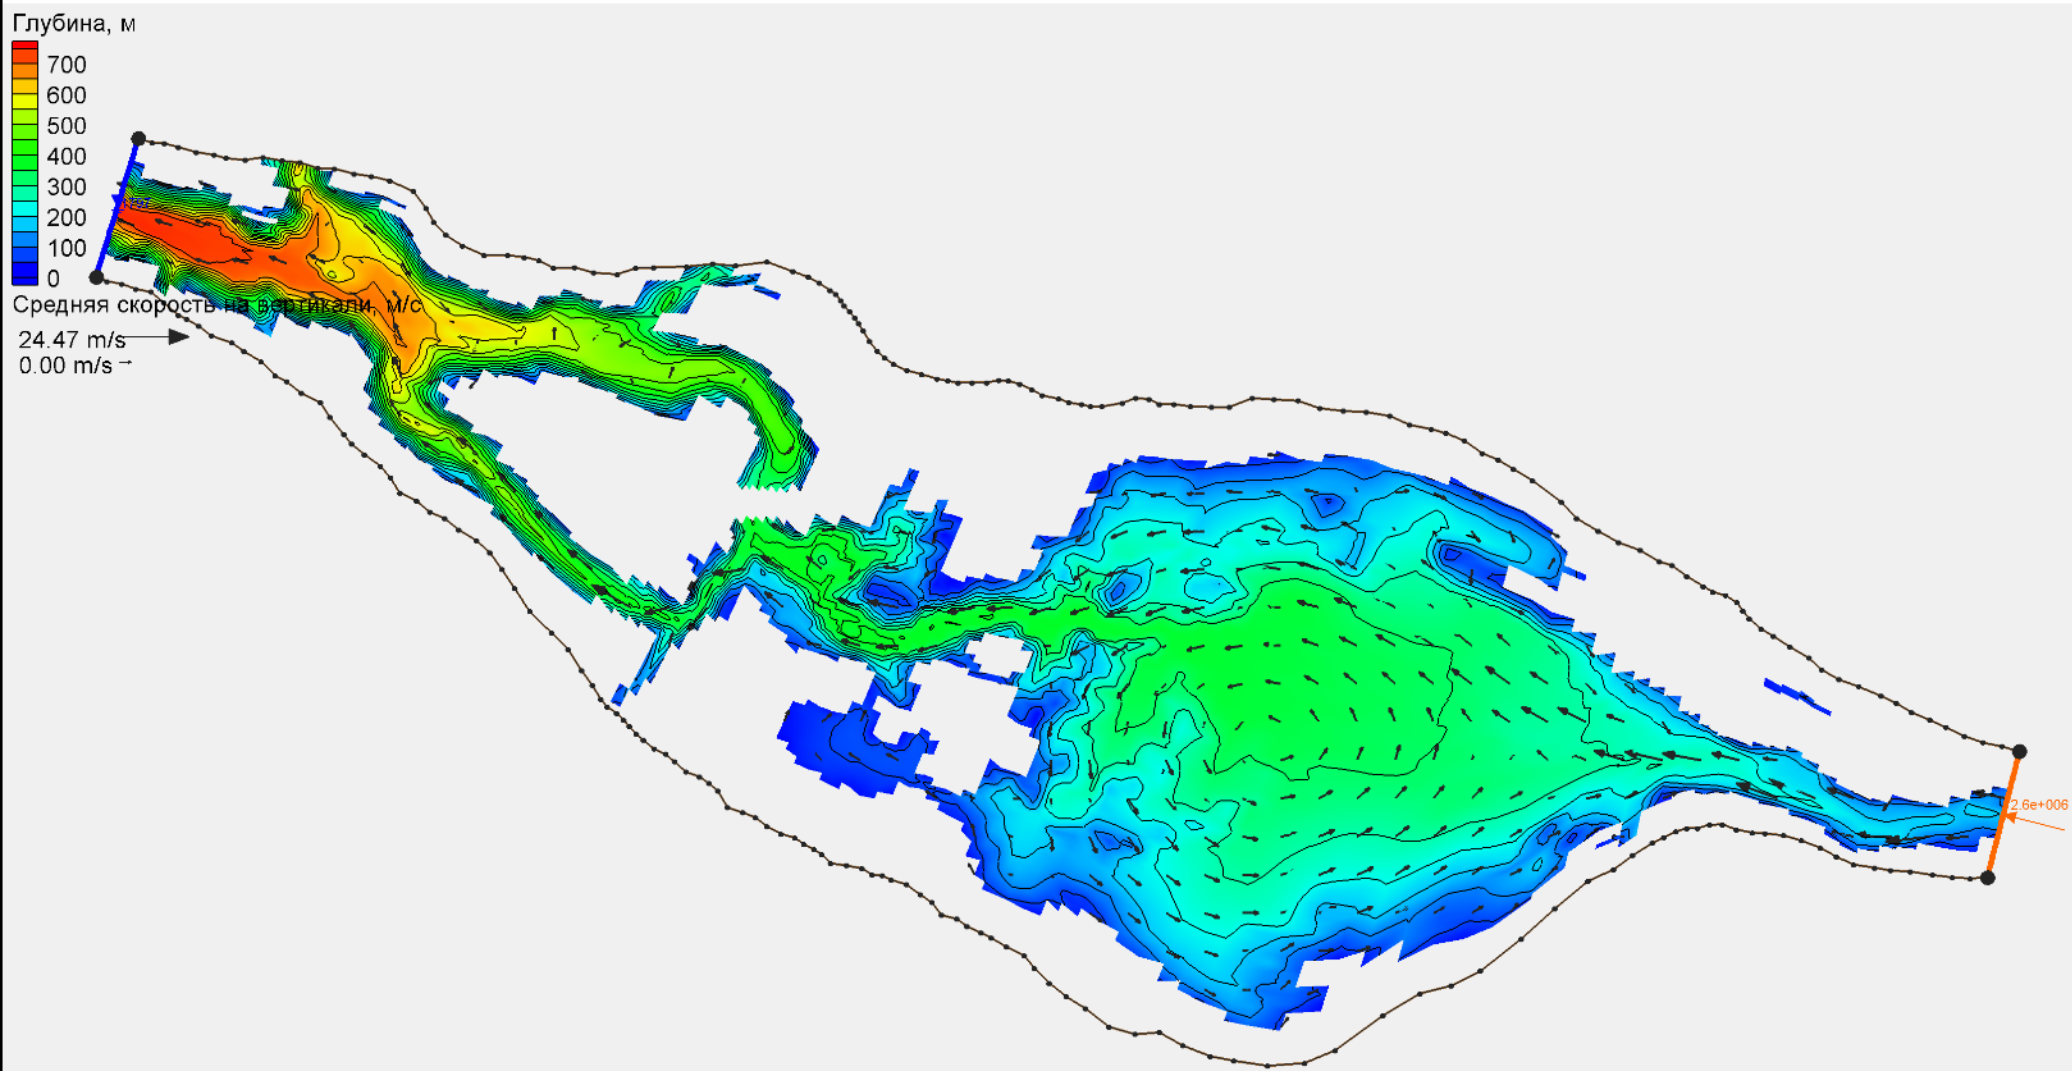 Глубина, м
700
600
500
400
300
200
100
0
Средняя скорость на вертикали, м/с
24.47 m/s
0.00 m/s
2.6e+006